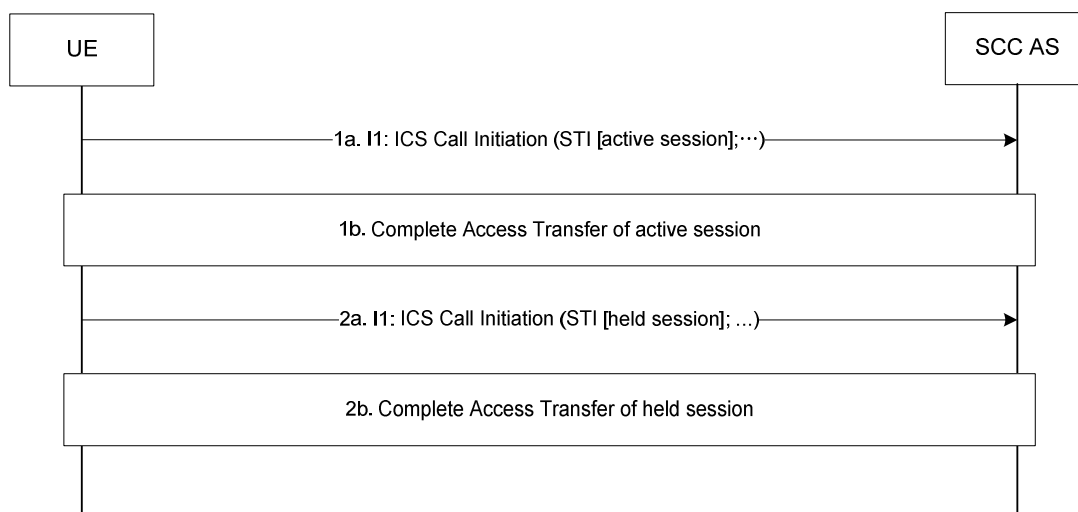 UE
SCC AS
1a. I1: ICS Call Initiation (STI [active session];⋯)
1b. Complete Access Transfer of active session
2a. I1: ICS Call Initiation (STI [held session]; ...)
2b. Complete Access Transfer of held session